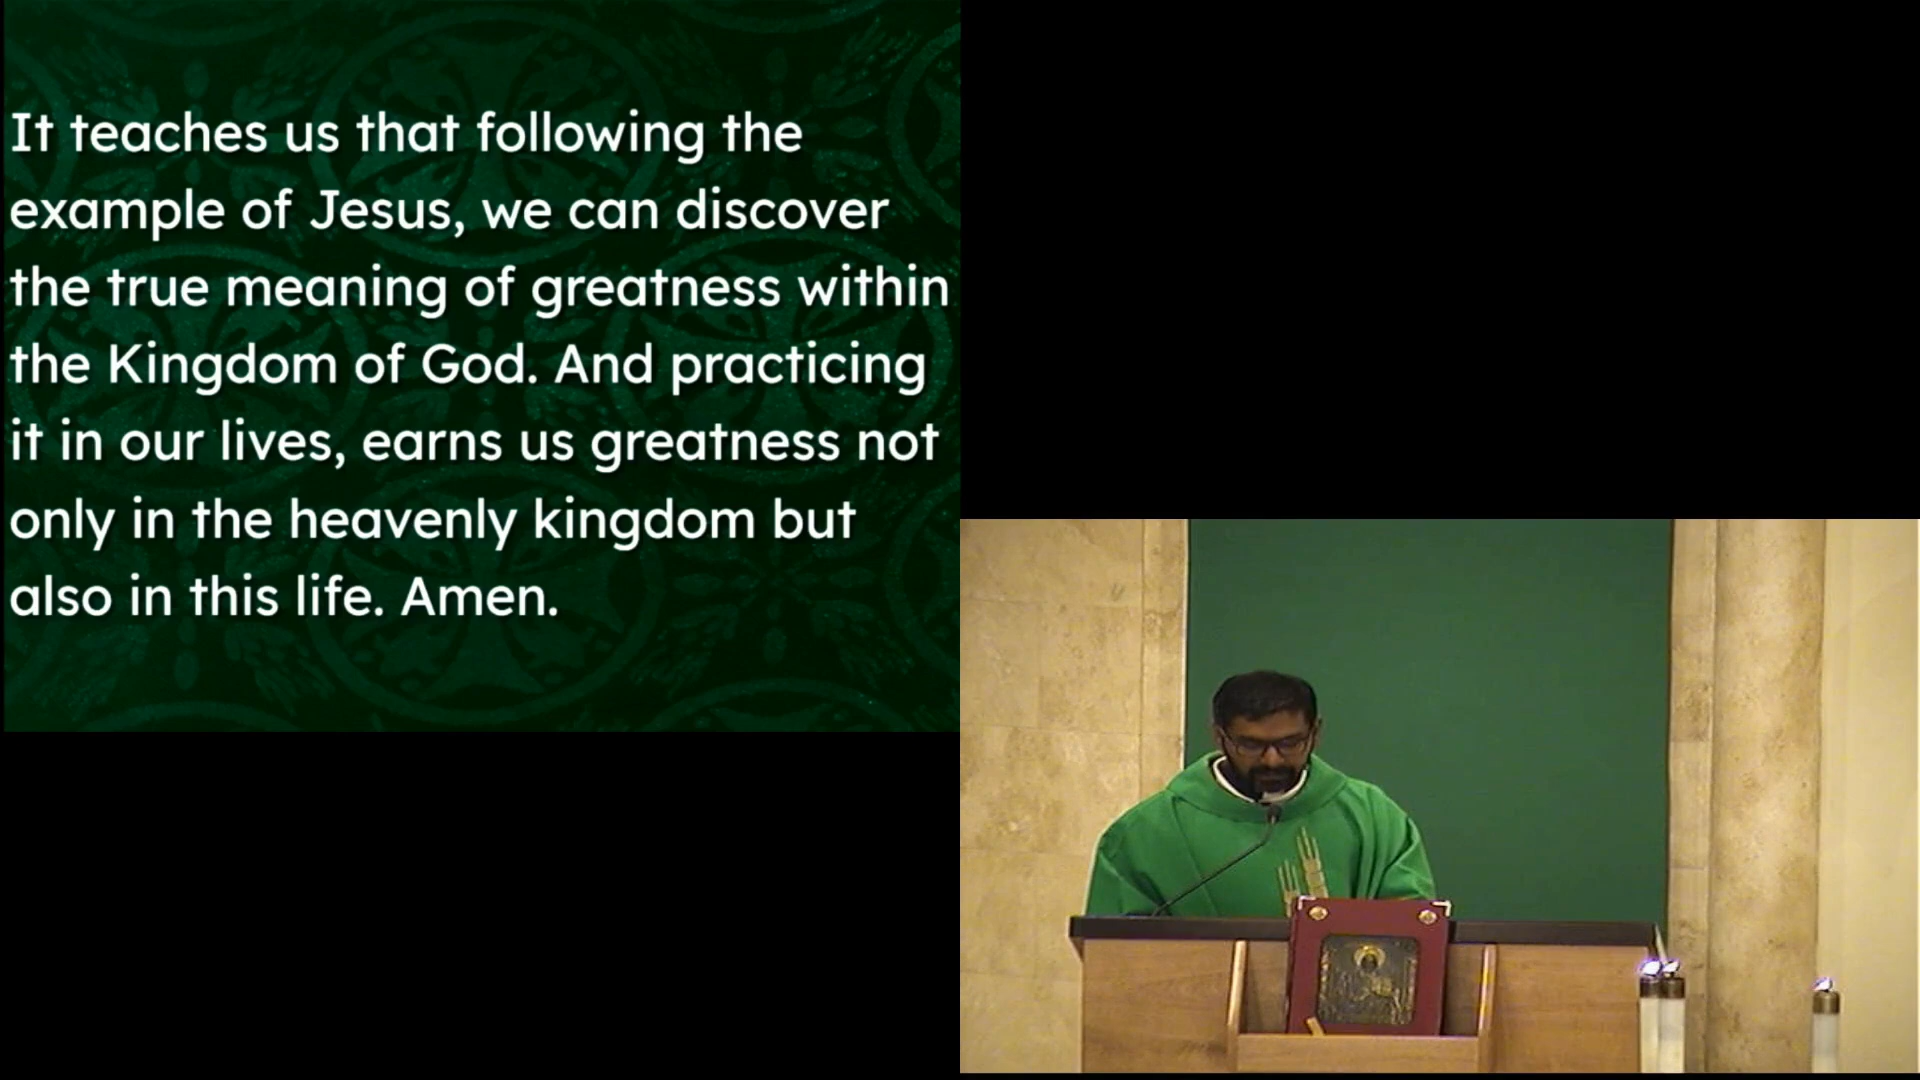 It teaches us that following the
example of Jesus, we can discover
the true meaning of greatness within
the Kingdom of God. And practicing
it in our lives, earns us greatness not
only in the heavenly kingdom but
also in this life. Amen.